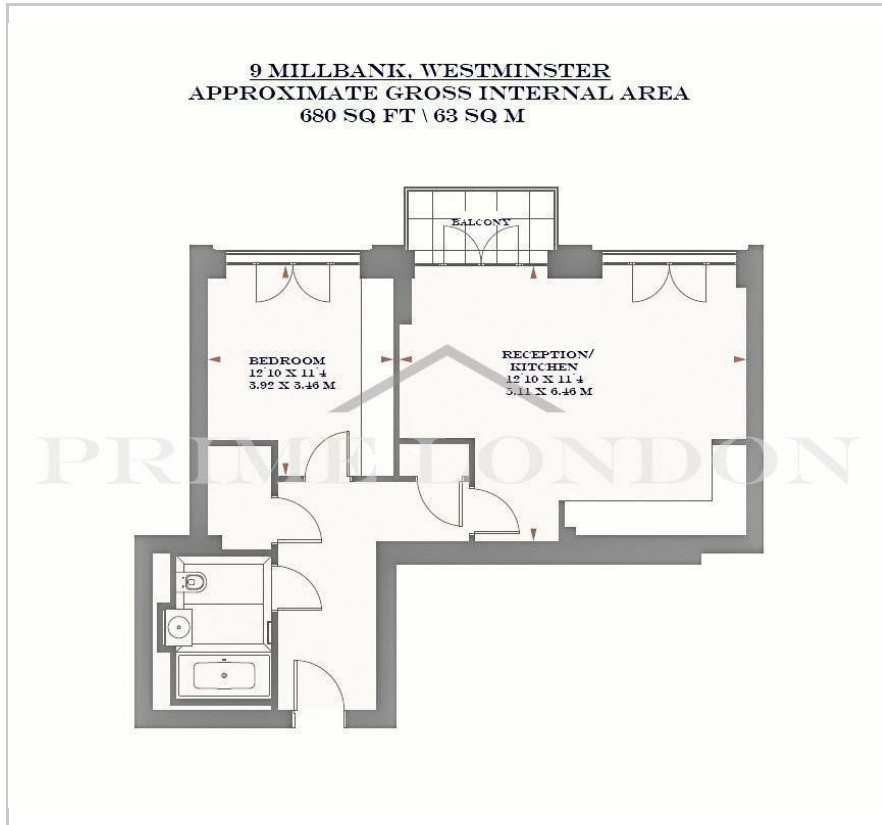 9 MILLBANK, WESTMINSTER
APPROXIMATE GROSS INTERNAL AREA
680 SQ FT \ 63 SQ M
BALCONY
BEDROOM
12'10 X 11'4
3.92 X 3.46 M
RECEPTION/
KITCHEN
12'10 X 11'4
5.11 X 6.46 M
PRIME LONDON